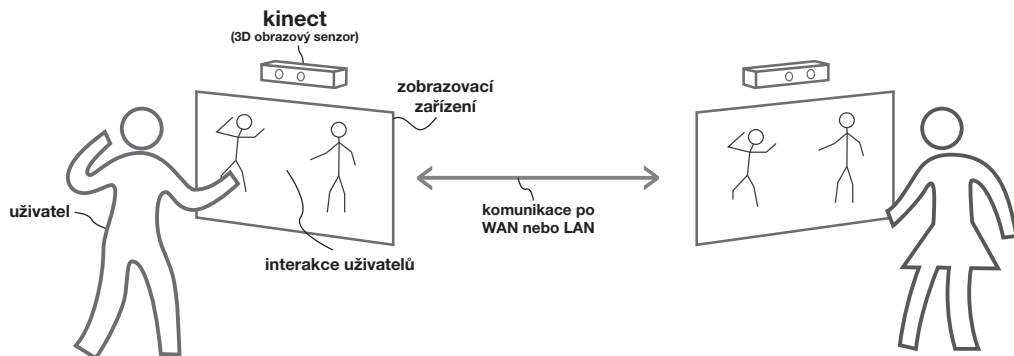 kinect
(3D obrazový senzor)
zobrazovací
zařízení
uživatel
komunikace po
WAN nebo LAN
interakce uživatelů